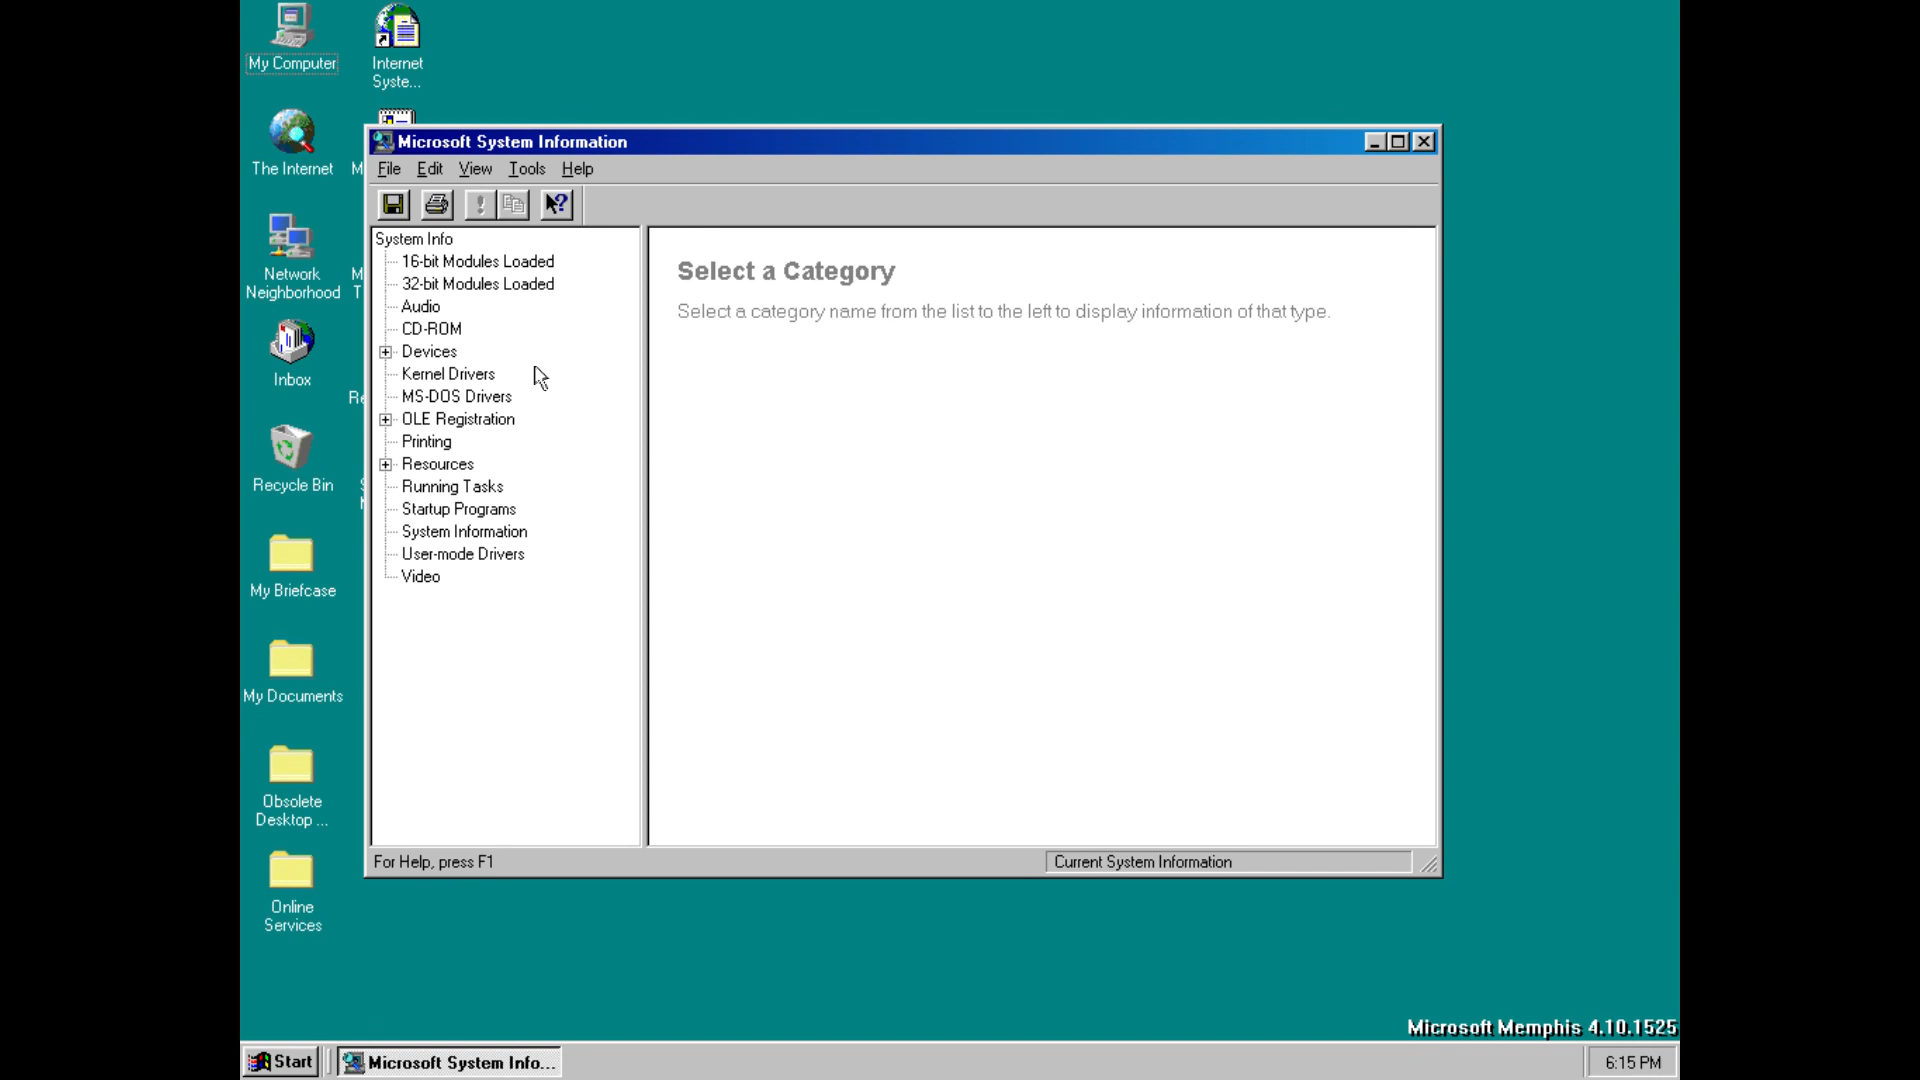 My Computer
Internet
Syste...
The Internet
M
Network
Neighborhood
M
T
Inbox
Re
Recycle Bin
My Briefcase
My Documents
Obsolete
Desktop ...
Online
Services
Microsoft System Information
File Edit View Tools Help
System Info
16-bit Modules Loaded
32-bit Modules Loaded
Audio
CD-ROM
Devices
Kernel Drivers
MS-DOS Drivers
OLE Registration
Printing
Resources
Running Tasks
Startup Programs
System Information
User-mode Drivers
Video
Select a Category
Select a category name from the list to the left to display information of that type.
For Help, press F1
Current System Information
Microsoft Memphis 4.10.1525
Start
Microsoft System Info...
6:15 PM